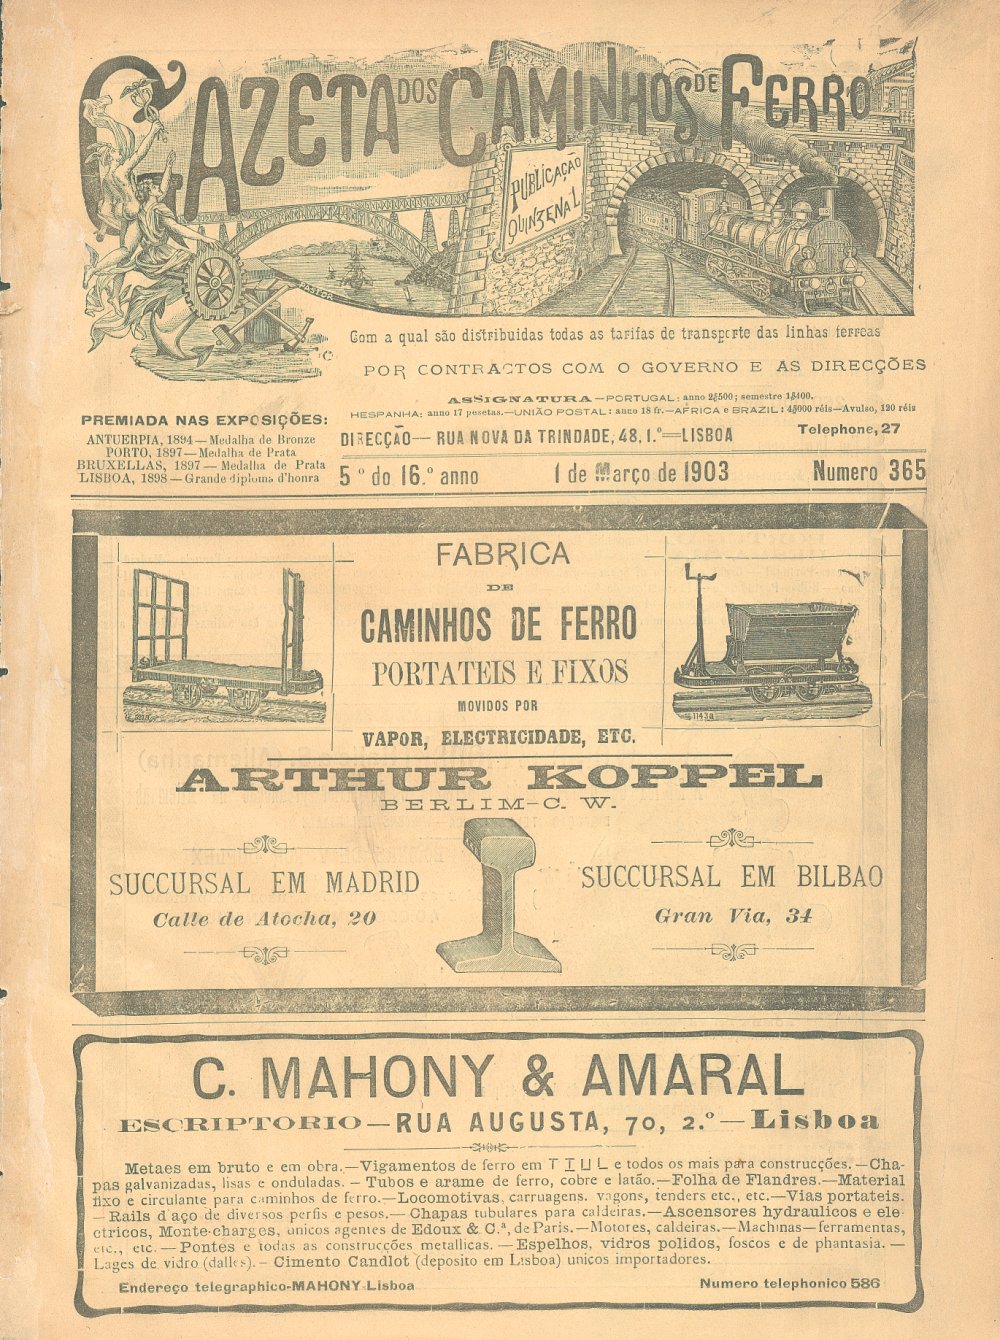 GAZETA DOS CAMINHOS DE FERRO
PUBLICAÇÃO
QUINZENAL
PASTOR
Com a qual são distribuidas todas as tarifas de transporte das linhas ferreas
POR CONTRACTOS COM O GOVERNO E AS DIRECÇÕES
PREMIADA NAS EXPOSIÇÕES:
ANTUERPIA, 1894—Medalha de Bronze
PORTO, 1897—Medalha de Prata
BRUXELLAS, 1897—Medalha de Prata
LISBOA, 1898—Grande diploma d'honra
ASSIGNATURA—PORTUGAL: anno 2$500; semestre 1$400.
HESPANHA: anno 17 pesetas.—UNIÃO POSTAL: anno 18 fr.—AFRICA e BRAZIL: 4$000 réis—Avulso, 120 réis
DIRECÇÃO—RUA NOVA DA TRINDADE, 48, 1.º=LISBOA
Telephone, 27
5º do 16.º anno
1 de Março de 1903
Numero 365
FABRICA
DE
CAMINHOS DE FERRO
PORTATEIS E FIXOS
MOVIDOS POR
VAPOR, ELECTRICIDADE, ETC.
1143a
ARTHUR KOPPEL
BERLIM-C. W.
SUCCURSAL EM MADRID
Calle de Atocha, 20
SUCCURSAL EM BILBAO
Gran Via, 34
C. MAHONY & AMARAL
ESCRIPTORIO—RUA AUGUSTA, 70, 2.º—Lisboa
Metaes em bruto e em obra.—Vigamentos de ferro em T I U L e todos os mais para construcções.—Cha-
pas galvanizadas, lisas e onduladas.—Tubos e arame de ferro, cobre e latão.—Folha de Flandres.—Material
fixo e circulante para caminhos de ferro.—Locomotivas, carruagens, vagons, tenders etc., etc.—Vias portateis.
—Rails d'aço de diversos perfis e pesos.—Chapas tubulares para caldeiras.—Ascensores hydraulicos e ele-
ctricos, Monte-charges, unicos agentes de Edoux & C.ª, de Paris.—Motores, caldeiras.—Machinas—ferramentas,
etc., etc.—Pontes e todas as construcções metallicas.—Espelhos, vidros polidos, foscos e de phantasia.—
Lages de vidro (dalles).—Cimento Candlot (deposito em Lisboa) unicos importadores.
Endereço telegraphico-MAHONY-Lisboa
Numero telephonico 586